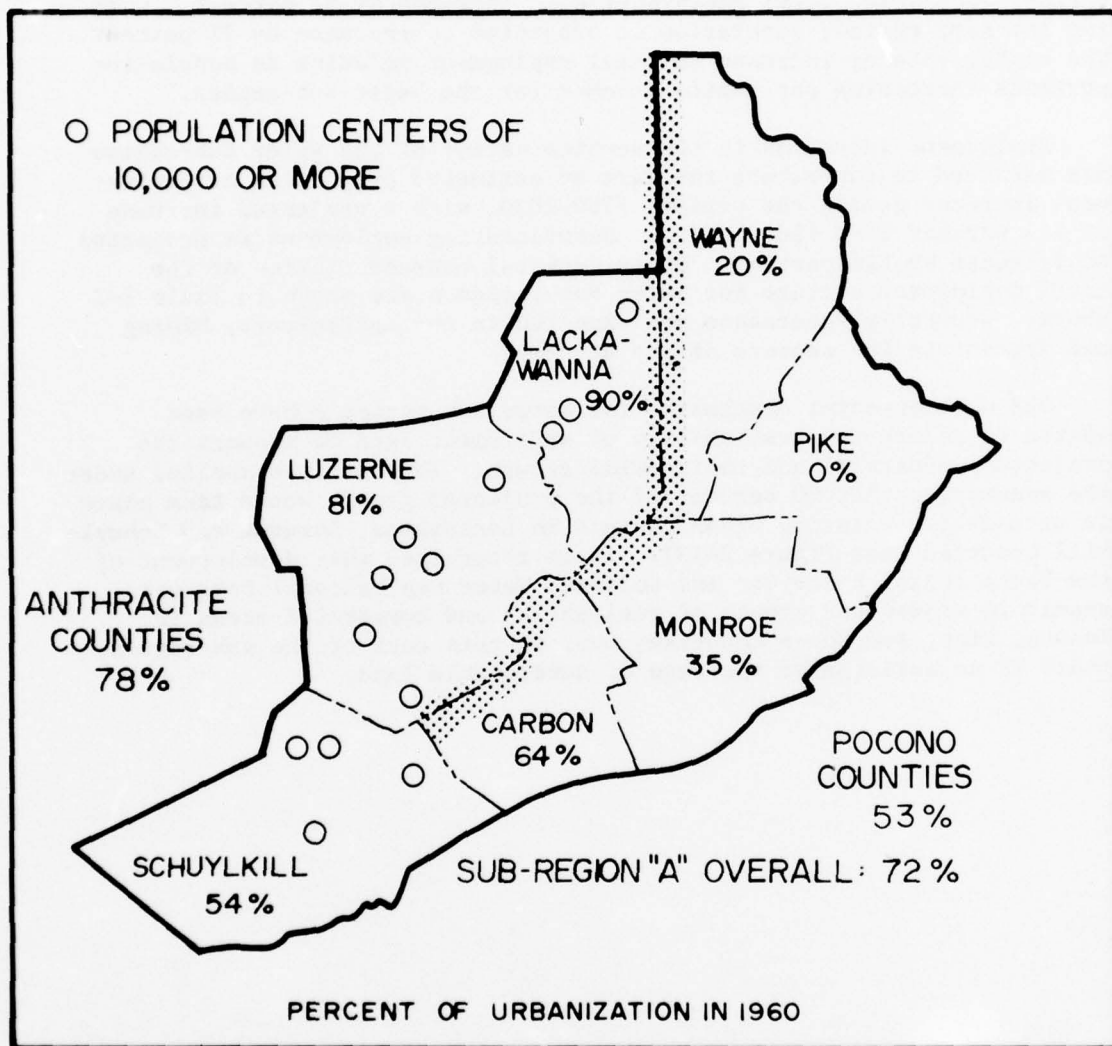 ○ POPULATION CENTERS OF
10,000 OR MORE
WAYNE
20%
LACKA-
WANNA
90%
PIKE
0%
LUZERNE
81%
ANTHRACITE
COUNTIES
78%
MONROE
35%
CARBON
64%
POCONO
COUNTIES
53%
SCHUYLKILL
54%
SUB-REGION "A" OVERALL: 72%
PERCENT OF URBANIZATION IN 1960